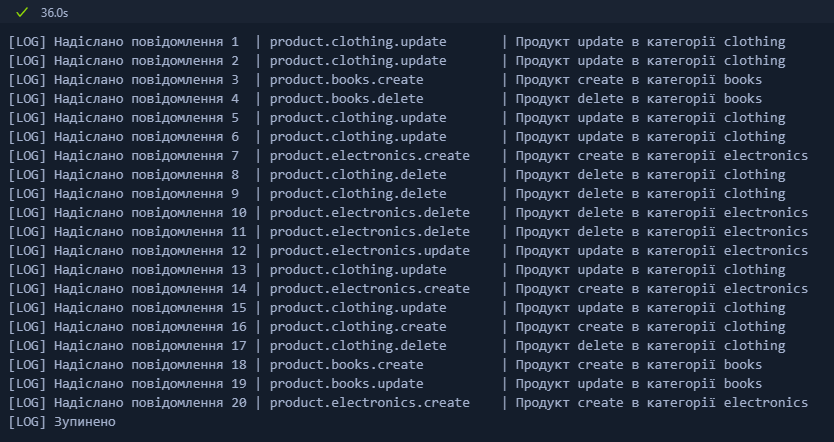 36.0s
[LOG] Надіслано повідомлення 1  | product.clothing.update       | Продукт update в категорії clothing
[LOG] Надіслано повідомлення 2  | product.clothing.update       | Продукт update в категорії clothing
[LOG] Надіслано повідомлення 3  | product.books.create          | Продукт create в категорії books
[LOG] Надіслано повідомлення 4  | product.books.delete          | Продукт delete в категорії books
[LOG] Надіслано повідомлення 5  | product.clothing.update       | Продукт update в категорії clothing
[LOG] Надіслано повідомлення 6  | product.clothing.update       | Продукт update в категорії clothing
[LOG] Надіслано повідомлення 7  | product.electronics.create    | Продукт create в категорії electronics
[LOG] Надіслано повідомлення 8  | product.clothing.delete       | Продукт delete в категорії clothing
[LOG] Надіслано повідомлення 9  | product.clothing.delete       | Продукт delete в категорії clothing
[LOG] Надіслано повідомлення 10 | product.electronics.delete    | Продукт delete в категорії electronics
[LOG] Надіслано повідомлення 11 | product.electronics.delete    | Продукт delete в категорії electronics
[LOG] Надіслано повідомлення 12 | product.electronics.update    | Продукт update в категорії electronics
[LOG] Надіслано повідомлення 13 | product.clothing.update       | Продукт update в категорії clothing
[LOG] Надіслано повідомлення 14 | product.electronics.create    | Продукт create в категорії electronics
[LOG] Надіслано повідомлення 15 | product.clothing.update       | Продукт update в категорії clothing
[LOG] Надіслано повідомлення 16 | product.clothing.create       | Продукт create в категорії clothing
[LOG] Надіслано повідомлення 17 | product.clothing.delete       | Продукт delete в категорії clothing
[LOG] Надіслано повідомлення 18 | product.books.create          | Продукт create в категорії books
[LOG] Надіслано повідомлення 19 | product.books.update          | Продукт update в категорії books
[LOG] Надіслано повідомлення 20 | product.electronics.create    | Продукт create в категорії electronics
[LOG] Зупинено